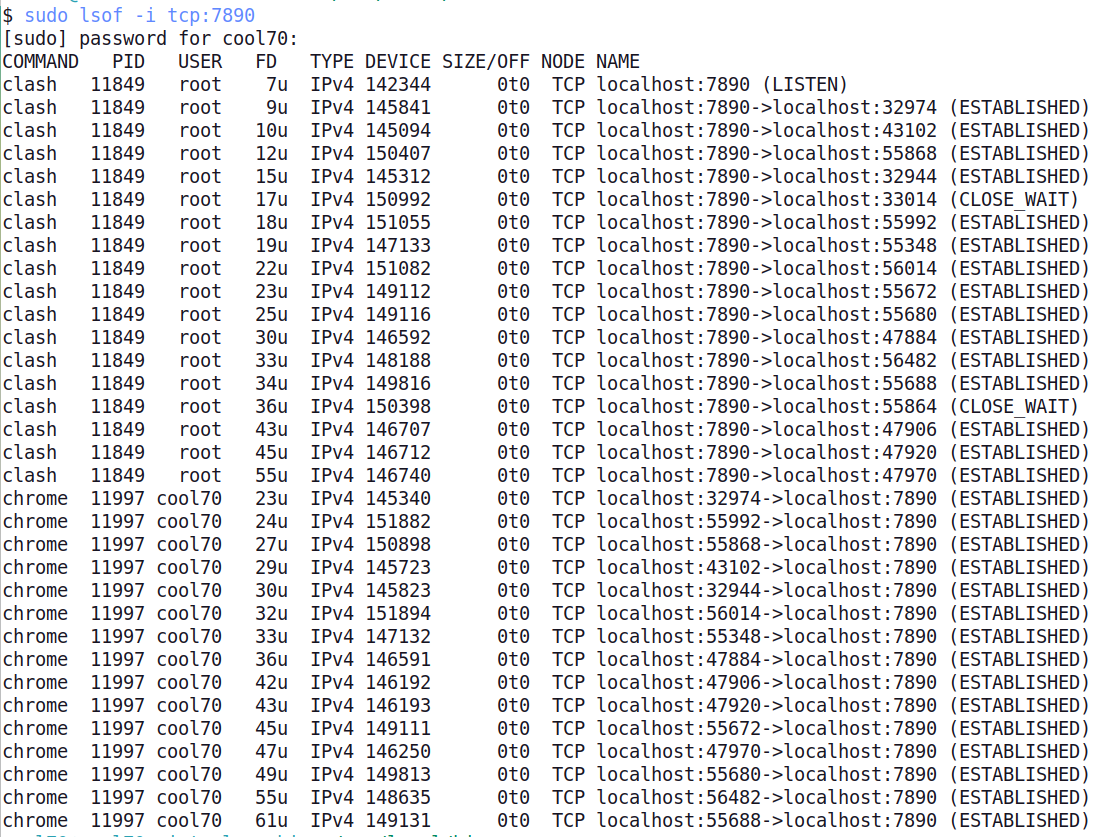 $ sudo lsof -i tcp:7890
[sudo] password for cool70:
COMMAND   PID   USER   FD   TYPE DEVICE SIZE/OFF NODE NAME
clash   11849   root    7u  IPv4 142344      0t0  TCP localhost:7890 (LISTEN)
clash   11849   root    9u  IPv4 145841      0t0  TCP localhost:7890->localhost:32974 (ESTABLISHED)
clash   11849   root   10u  IPv4 145094      0t0  TCP localhost:7890->localhost:43102 (ESTABLISHED)
clash   11849   root   12u  IPv4 150407      0t0  TCP localhost:7890->localhost:55868 (ESTABLISHED)
clash   11849   root   15u  IPv4 145312      0t0  TCP localhost:7890->localhost:32944 (ESTABLISHED)
clash   11849   root   17u  IPv4 150992      0t0  TCP localhost:7890->localhost:33014 (CLOSE_WAIT)
clash   11849   root   18u  IPv4 151055      0t0  TCP localhost:7890->localhost:55992 (ESTABLISHED)
clash   11849   root   19u  IPv4 147133      0t0  TCP localhost:7890->localhost:55348 (ESTABLISHED)
clash   11849   root   22u  IPv4 151082      0t0  TCP localhost:7890->localhost:56014 (ESTABLISHED)
clash   11849   root   23u  IPv4 149112      0t0  TCP localhost:7890->localhost:55672 (ESTABLISHED)
clash   11849   root   25u  IPv4 149116      0t0  TCP localhost:7890->localhost:55680 (ESTABLISHED)
clash   11849   root   30u  IPv4 146592      0t0  TCP localhost:7890->localhost:47884 (ESTABLISHED)
clash   11849   root   33u  IPv4 148188      0t0  TCP localhost:7890->localhost:56482 (ESTABLISHED)
clash   11849   root   34u  IPv4 149816      0t0  TCP localhost:7890->localhost:55688 (ESTABLISHED)
clash   11849   root   36u  IPv4 150398      0t0  TCP localhost:7890->localhost:55864 (CLOSE_WAIT)
clash   11849   root   43u  IPv4 146707      0t0  TCP localhost:7890->localhost:47906 (ESTABLISHED)
clash   11849   root   45u  IPv4 146712      0t0  TCP localhost:7890->localhost:47920 (ESTABLISHED)
clash   11849   root   55u  IPv4 146740      0t0  TCP localhost:7890->localhost:47970 (ESTABLISHED)
chrome  11997 cool70   23u  IPv4 145340      0t0  TCP localhost:32974->localhost:7890 (ESTABLISHED)
chrome  11997 cool70   24u  IPv4 151882      0t0  TCP localhost:55992->localhost:7890 (ESTABLISHED)
chrome  11997 cool70   27u  IPv4 150898      0t0  TCP localhost:55868->localhost:7890 (ESTABLISHED)
chrome  11997 cool70   29u  IPv4 145723      0t0  TCP localhost:43102->localhost:7890 (ESTABLISHED)
chrome  11997 cool70   30u  IPv4 145823      0t0  TCP localhost:32944->localhost:7890 (ESTABLISHED)
chrome  11997 cool70   32u  IPv4 151894      0t0  TCP localhost:56014->localhost:7890 (ESTABLISHED)
chrome  11997 cool70   33u  IPv4 147132      0t0  TCP localhost:55348->localhost:7890 (ESTABLISHED)
chrome  11997 cool70   36u  IPv4 146591      0t0  TCP localhost:47884->localhost:7890 (ESTABLISHED)
chrome  11997 cool70   42u  IPv4 146192      0t0  TCP localhost:47906->localhost:7890 (ESTABLISHED)
chrome  11997 cool70   43u  IPv4 146193      0t0  TCP localhost:47920->localhost:7890 (ESTABLISHED)
chrome  11997 cool70   45u  IPv4 149111      0t0  TCP localhost:55672->localhost:7890 (ESTABLISHED)
chrome  11997 cool70   47u  IPv4 146250      0t0  TCP localhost:47970->localhost:7890 (ESTABLISHED)
chrome  11997 cool70   49u  IPv4 149813      0t0  TCP localhost:55680->localhost:7890 (ESTABLISHED)
chrome  11997 cool70   55u  IPv4 148635      0t0  TCP localhost:56482->localhost:7890 (ESTABLISHED)
chrome  11997 cool70   61u  IPv4 149131      0t0  TCP localhost:55688->localhost:7890 (ESTABLISHED)